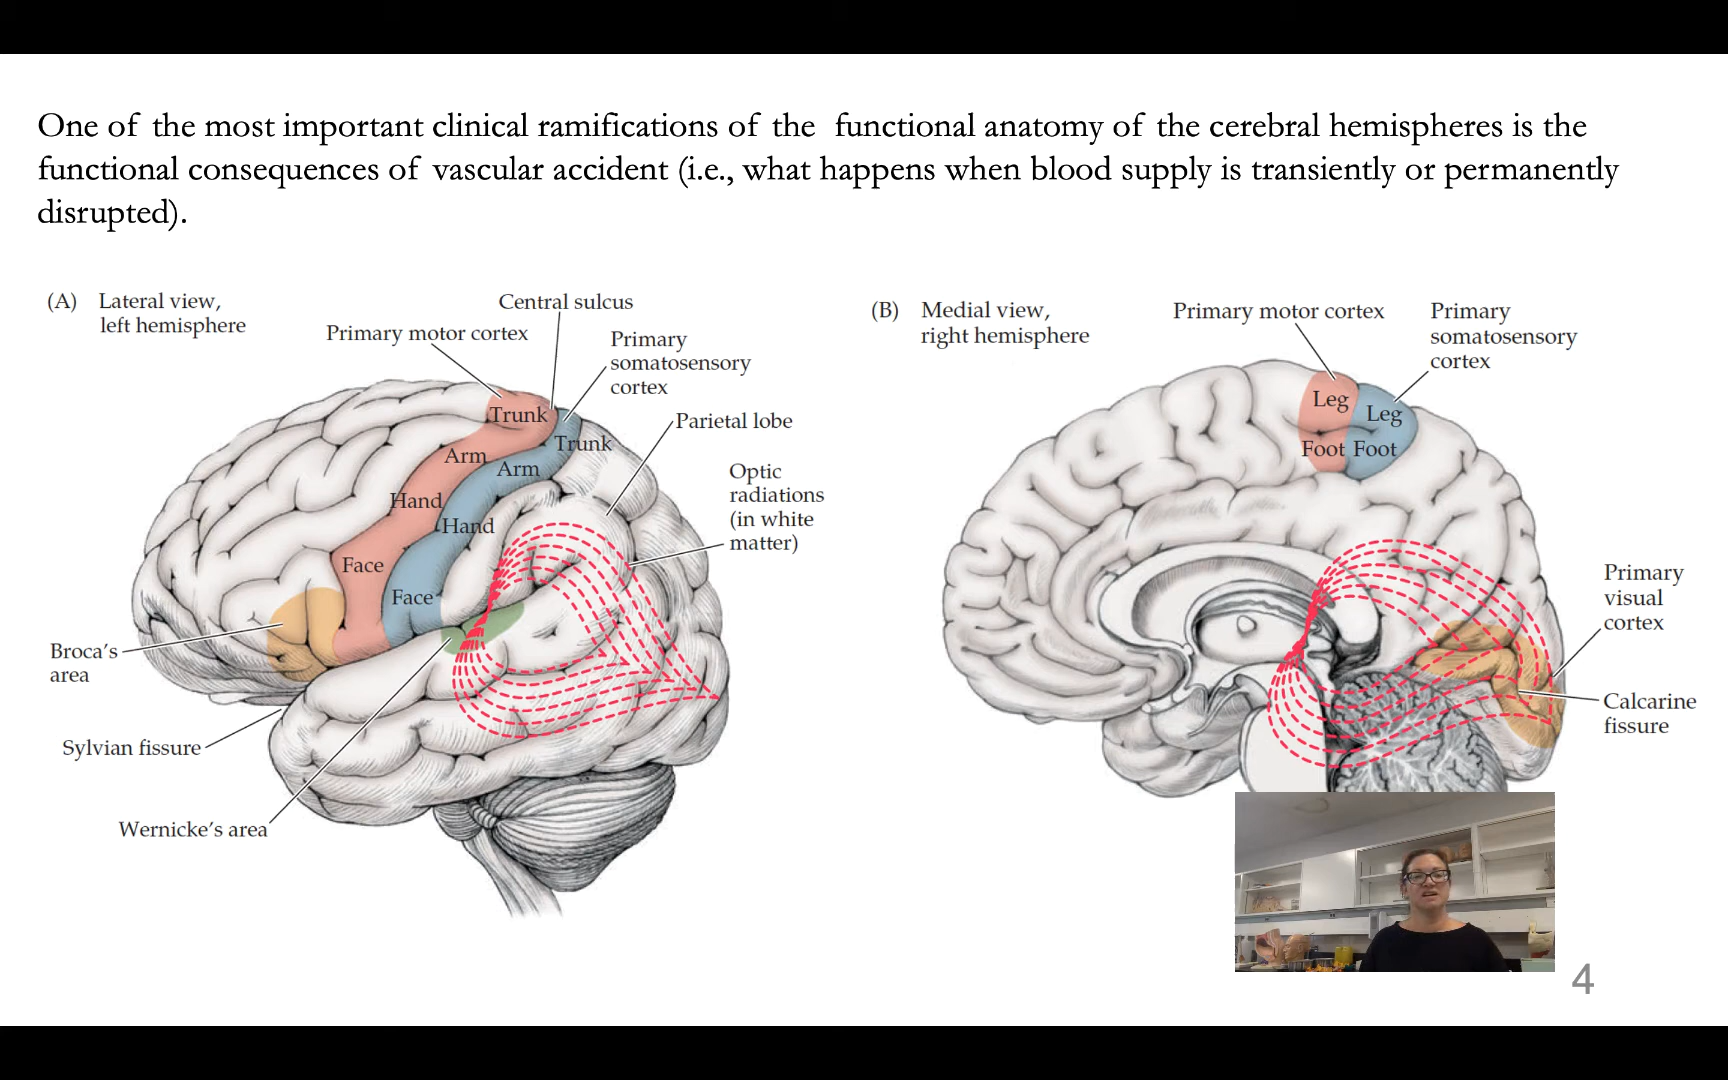 One of the most important clinical ramifications of the functional anatomy of the cerebral hemispheres is the
functional consequences of vascular accident (i.e., what happens when blood supply is transiently or permanently
disrupted).
(A) Lateral view,
left hemisphere
Central sulcus
Primary motor cortex
Primary
somatosensory
cortex
Parietal lobe
Optic
radiations
(in white
matter)
Trunk
Trunk
Arm
Arm
Hand
Hand
Face
Face
Broca's
area
Sylvian fissure
Wernicke's area
(B) Medial view,
right hemisphere
Primary motor cortex
Primary
somatosensory
cortex
Leg
Leg
Foot
Foot
Primary
visual
cortex
Calcarine
fissure
4